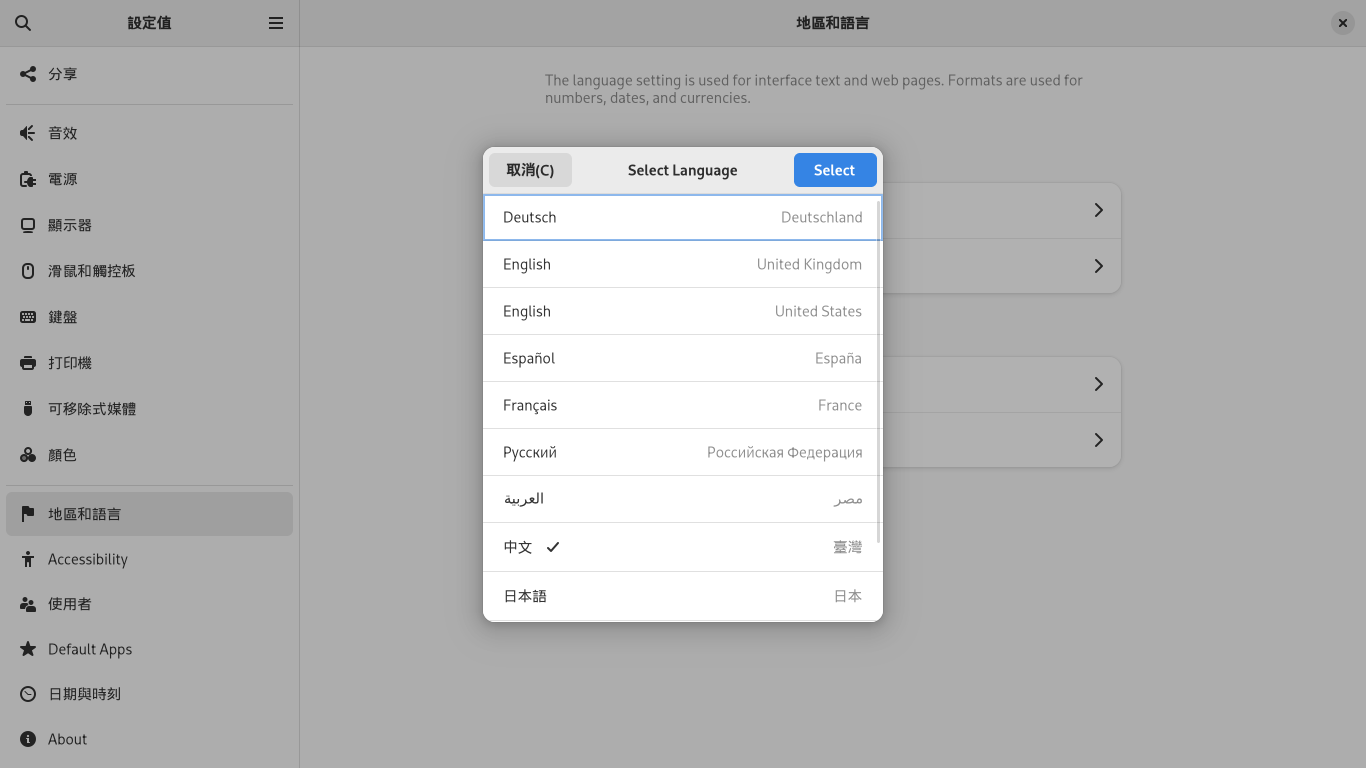 設定值
地區和語言
分享
音效
電源
顯示器
滑鼠和觸控板
鍵盤
打印機
可移除式媒體
顏色
地區和語言
Accessibility
使用者
Default Apps
日期與時刻
About
The language setting is used for interface text and web pages. Formats are used for
numbers, dates, and currencies.
取消(C) Select Language Select
Deutsch Deutschland
English United Kingdom
English United States
Español España
Français France
Русский Российская Федерация
العربية مصر
中文 臺灣
日本語 日本